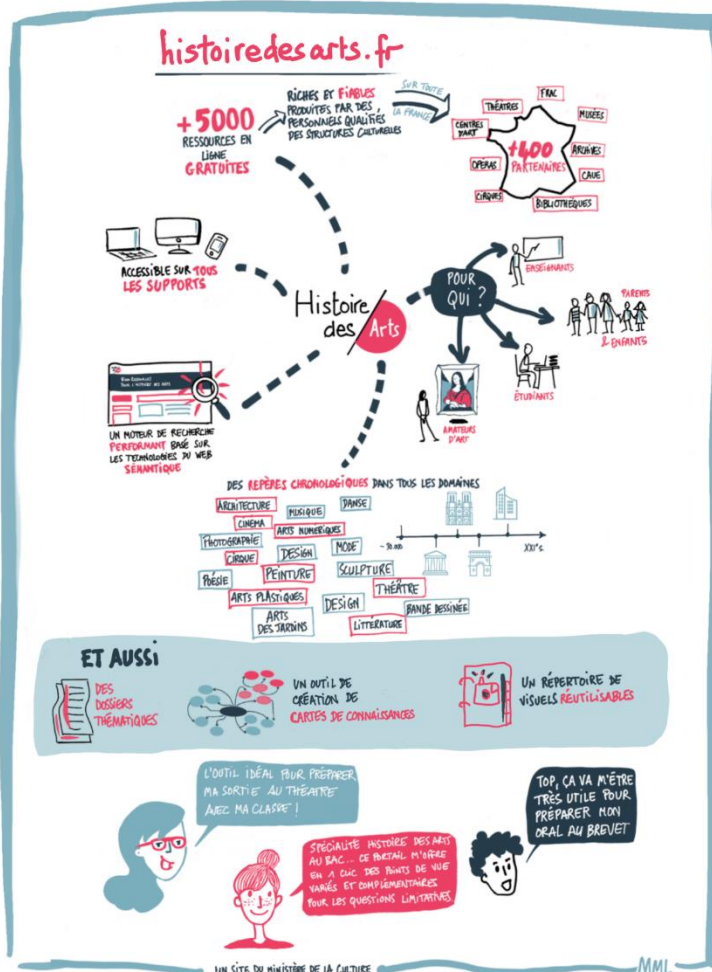 histoiredesarts.fr
+5000
RESSOURCES EN
LIGNE
GRATUITES
RICHES ET FIABLES
PRODUITES PAR DES
PERSONNELS QUALIFIÉS
DES STRUCTURES CULTURELLES
SUR TOUTE
LA FRANCE
FRAC
THÉÂTRES
MUSÉES
CENTRES
D'ART
+400
PARTENAIRES
ARCHIVES
OPERAS
CAUE
CIRQUES
BIBLIOTHÈQUES
ACCESSIBLE SUR TOUS
LES SUPPORTS
Histoire
des Arts
POUR
QUI ?
ENSEIGNANTS
PARENTS
& ENFANTS
ÉTUDIANTS
AMATEURS
D'ART
UN MOTEUR DE RECHERCHE
PERFORMANT BASÉ SUR
LES TECHNOLOGIES DU WEB
SÉMANTIQUE
DES REPÈRES CHRONOLOGIQUES DANS TOUS LES DOMAINES
ARCHITECTURE
MUSIQUE
DANSE
CINEMA
ARTS NUMERIQUES
PHOTOGRAPHIE
CIRQUE
DESIGN
MODE
POÉSIE
PEINTURE
SCULPTURE
ARTS PLASTIQUES
THÉÂTRE
DESIGN
BANDE DESSINÉE
ARTS
DES JARDINS
LITTÉRATURE
XXI°s.
ET AUSSI
DES
DOSSIERS
THÉMATIQUES
UN OUTIL DE
CRÉATION DE
CARTES DE CONNAISSANCES
UN RÉPERTOIRE DE
VISUELS RÉUTILISABLES
L'OUTIL IDÉAL POUR PRÉPARER
MA SORTIE AU THÉATRE
AVEC MA CLASSE !
TOP, ÇA VA M'ÊTRE
TRÈS UTILE POUR
PRÉPARER MON
ORAL AU BREVET
SPÉCIALITÉ HISTOIRE DES ARTS
AU BAC... CE PORTAIL M'OFFRE
EN 1 CLIC DES POINTS DE VUE
VARIÉS ET COMPLÉMENTAIRES
POUR LES QUESTIONS LIMITATIVES
UN SITE DU MINISTÈRE DE LA CULTURE
MML